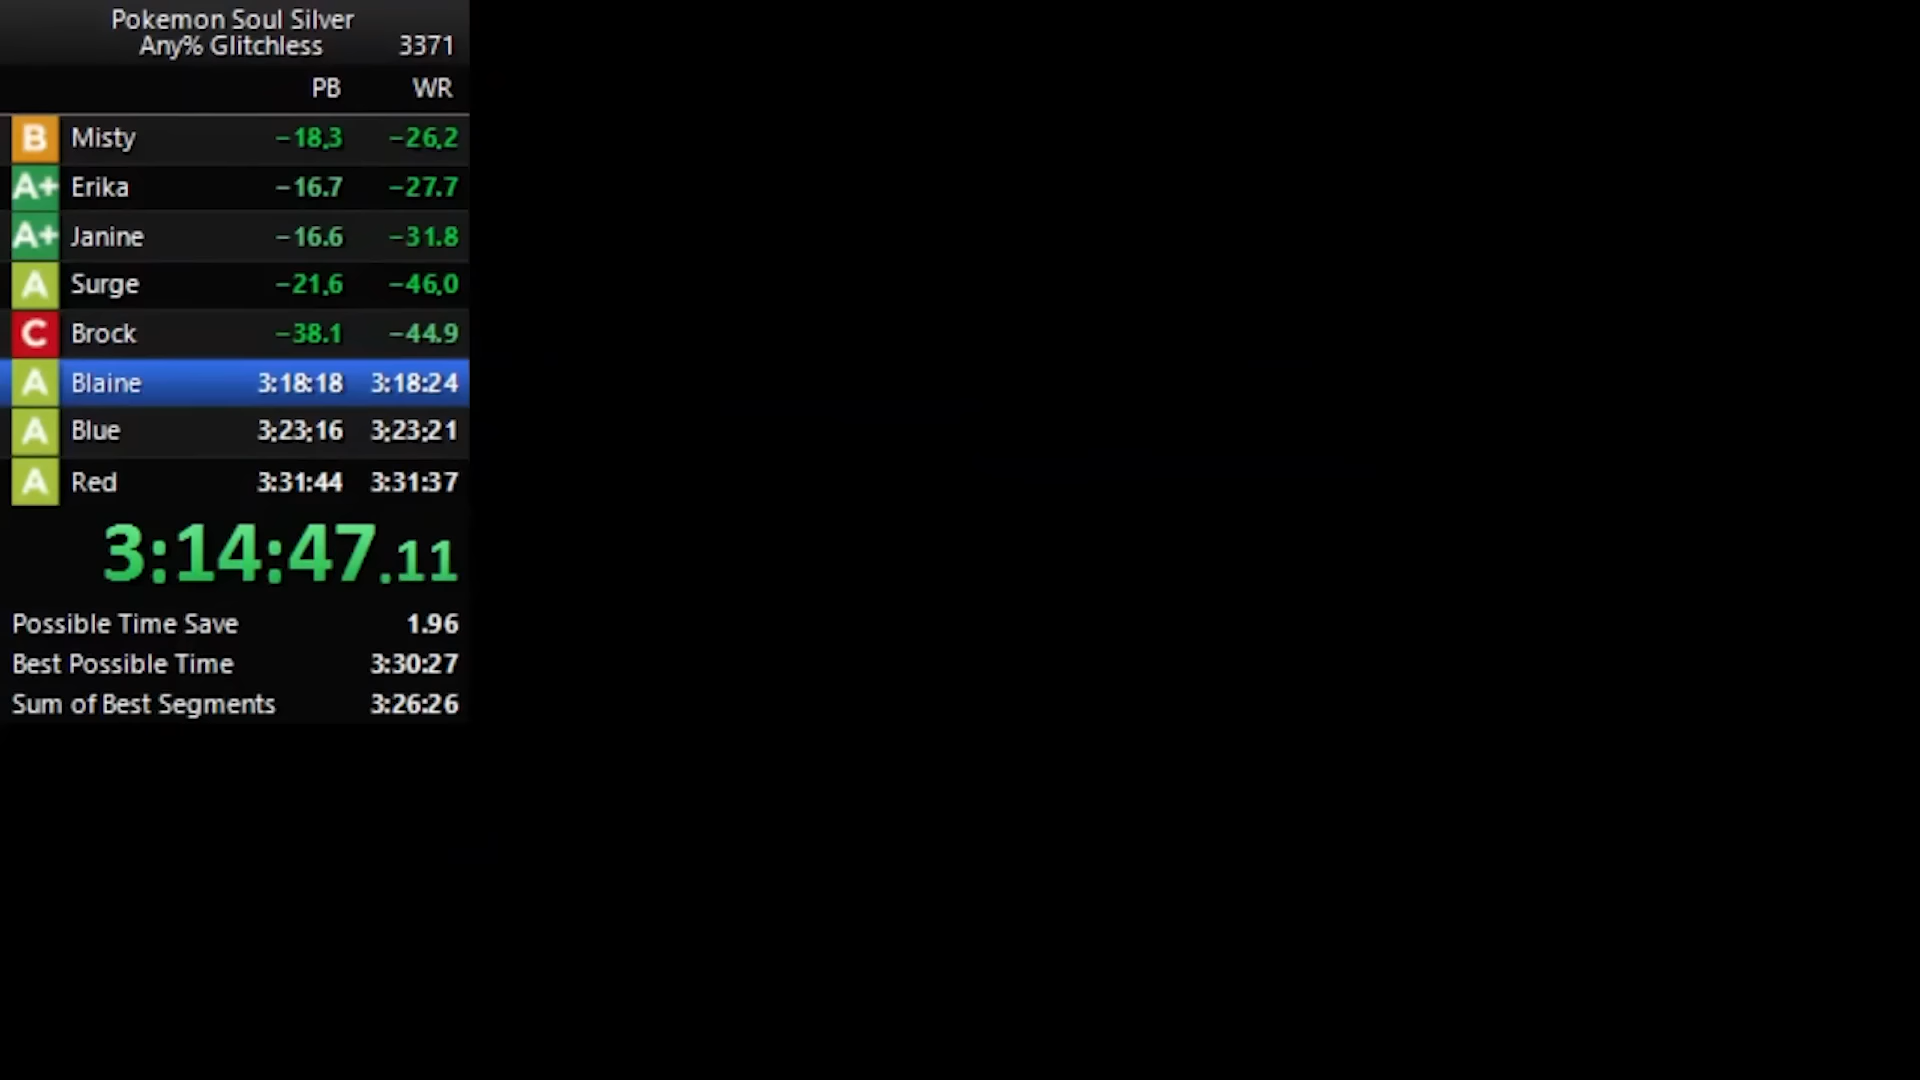 Pokemon Soul Silver
Any% Glitchless 3371
PB WR
B Misty −18.3 −26.2
A+ Erika −16.7 −27.7
A+ Janine −16.6 −31.8
A Surge −21.6 −46.0
C Brock −38.1 −44.9
A Blaine 3:18:18 3:18:24
A Blue 3:23:16 3:23:21
A Red 3:31:44 3:31:37
3:14:47.11
Possible Time Save 1.96
Best Possible Time 3:30:27
Sum of Best Segments 3:26:26